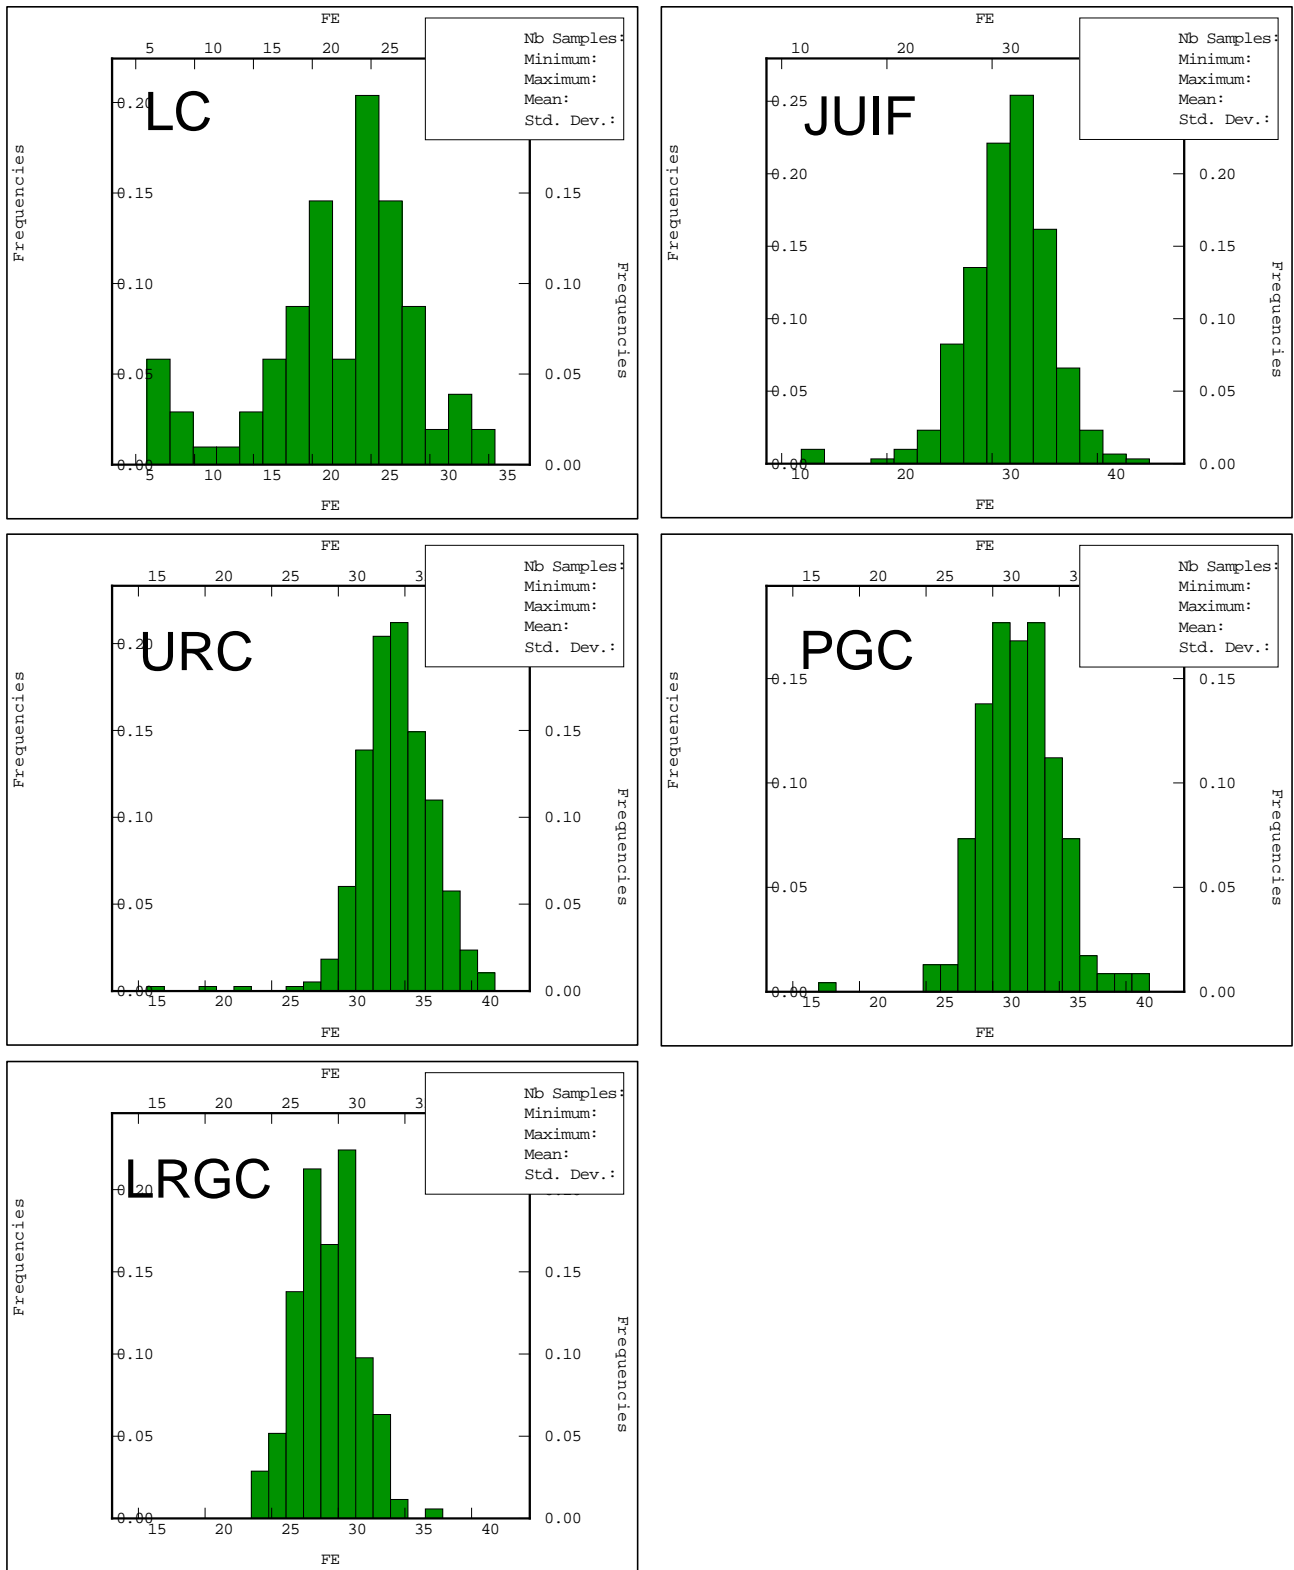 FE
5 10 15 20 25
Nb Samples:
Minimum:
Maximum:
Mean:
Std. Dev.:
LC
Frequencies
0.20
0.15 0.15
0.10 0.10
0.05 0.05
0.00 0.00
Frequencies
5 10 15 20 25 30 35
FE
FE
10 20 30
Nb Samples:
Minimum:
Maximum:
Mean:
Std. Dev.:
JUIF
Frequencies
0.25
0.20 0.20
0.15 0.15
0.10 0.10
0.05 0.05
0.00 0.00
Frequencies
10 20 30 40
FE
FE
15 20 25 30 3
Nb Samples:
Minimum:
Maximum:
Mean:
Std. Dev.:
URC
Frequencies
0.20
0.15 0.15
0.10 0.10
0.05 0.05
0.00 0.00
Frequencies
15 20 25 30 35 40
FE
FE
15 20 25 30 3
Nb Samples:
Minimum:
Maximum:
Mean:
Std. Dev.:
PGC
Frequencies
0.15 0.15
0.10 0.10
0.05 0.05
0.00 0.00
Frequencies
15 20 25 30 35 40
FE
FE
15 20 25 30 3
Nb Samples:
Minimum:
Maximum:
Mean:
Std. Dev.:
LRGC
Frequencies
0.20
0.15 0.15
0.10 0.10
0.05 0.05
0.00 0.00
Frequencies
15 20 25 30 35 40
FE